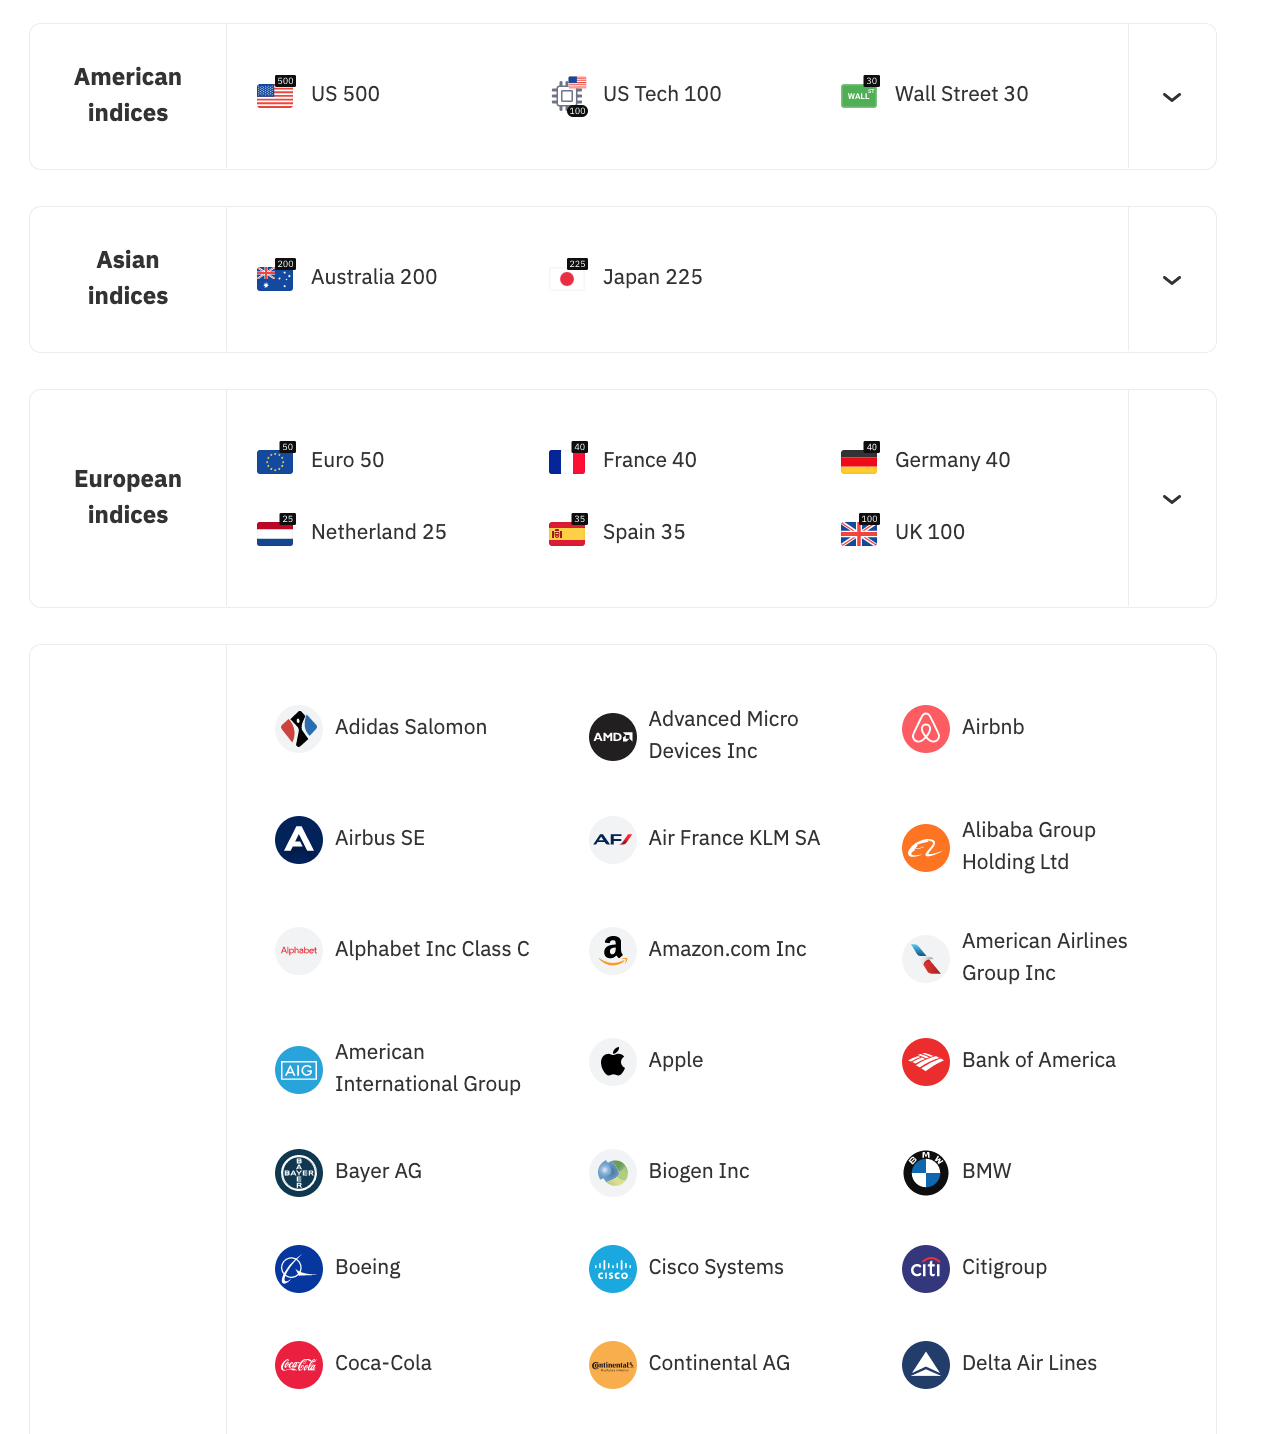 American
indices
500
US 500
100
US Tech 100
30
WALL ST
Wall Street 30
Asian
indices
200
Australia 200
225
Japan 225
European
indices
50
Euro 50
40
France 40
40
Germany 40
25
Netherland 25
35
Spain 35
100
UK 100
Adidas Salomon
AMD
Advanced Micro
Devices Inc
Airbnb
A
Airbus SE
AF
Air France KLM SA
Alibaba Group
Holding Ltd
Alphabet
Alphabet Inc Class C
a
Amazon.com Inc
American Airlines
Group Inc
AIG
American
International Group
Apple
Bank of America
BAYER
BAYER
Bayer AG
Biogen Inc
BMW
BMW
Boeing
CISCO
Cisco Systems
citi
Citigroup
Coca-Cola
Coca-Cola
Continental
Continental AG
Delta Air Lines